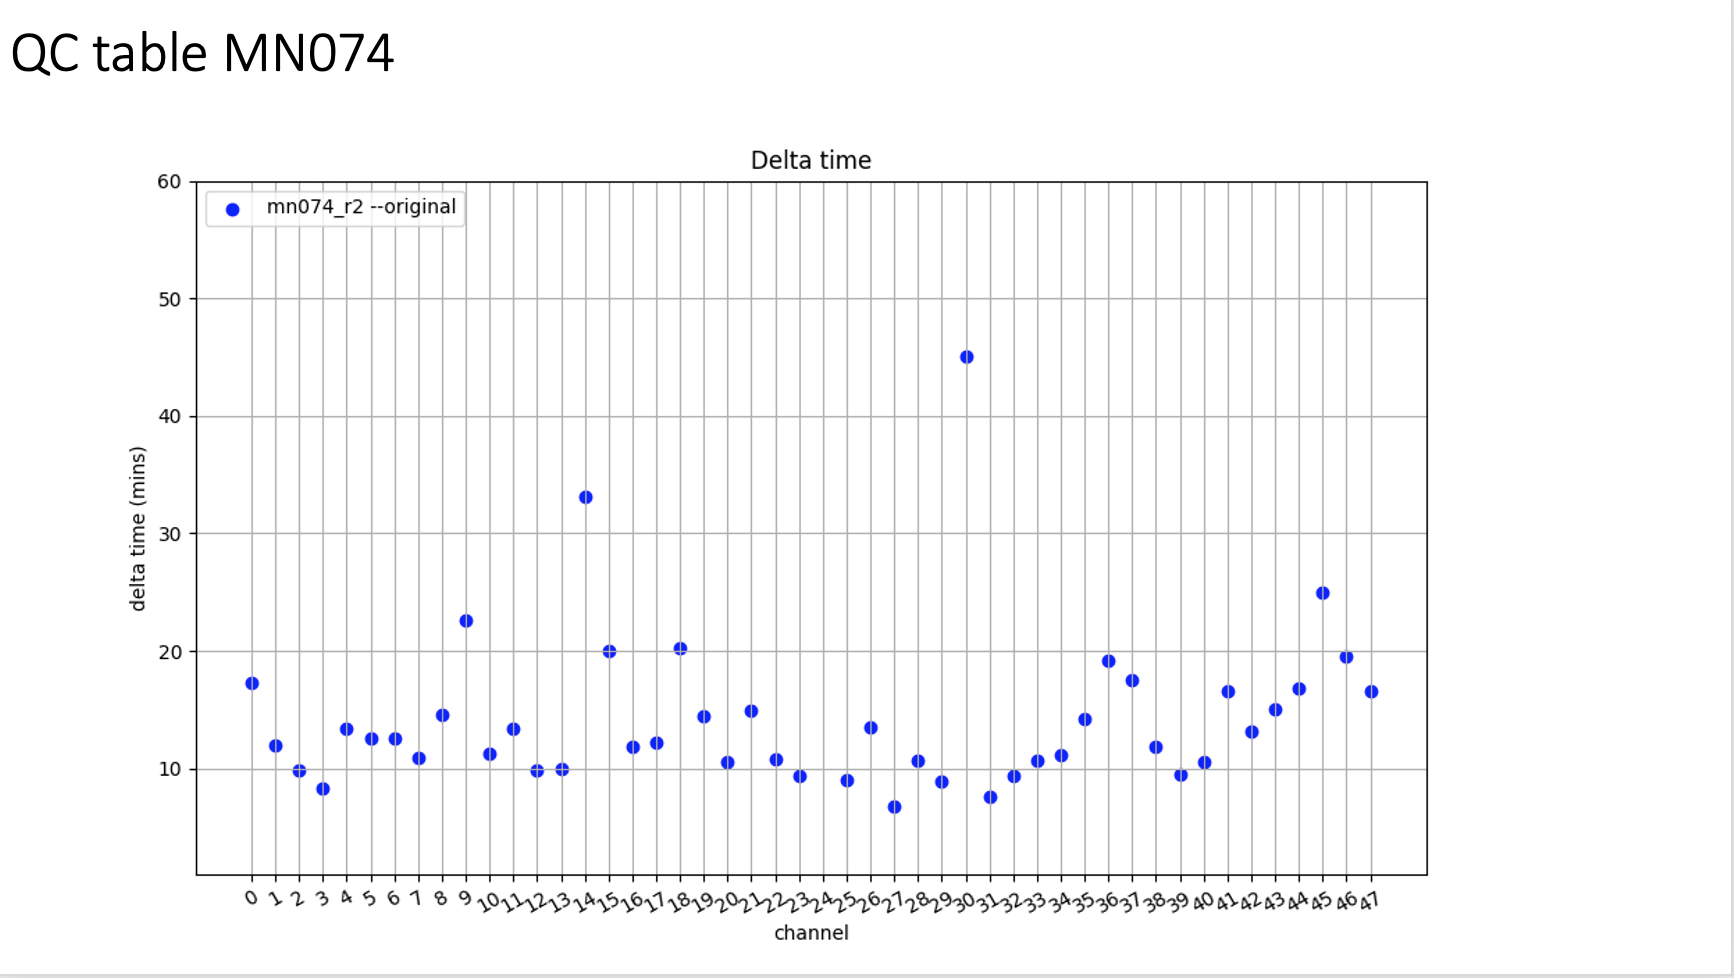 QC table MN074
Delta time
mn074_r2 --original
60
50
40
30
20
10
delta time (mins)
0 1 2 3 4 5 6 7 8 9 10 11 12 13 14 15 16 17 18 19 20 21 22 23 24 25 26 27 28 29 30 31 32 33 34 35 36 37 38 39 40 41 42 43 44 45 46 47
channel